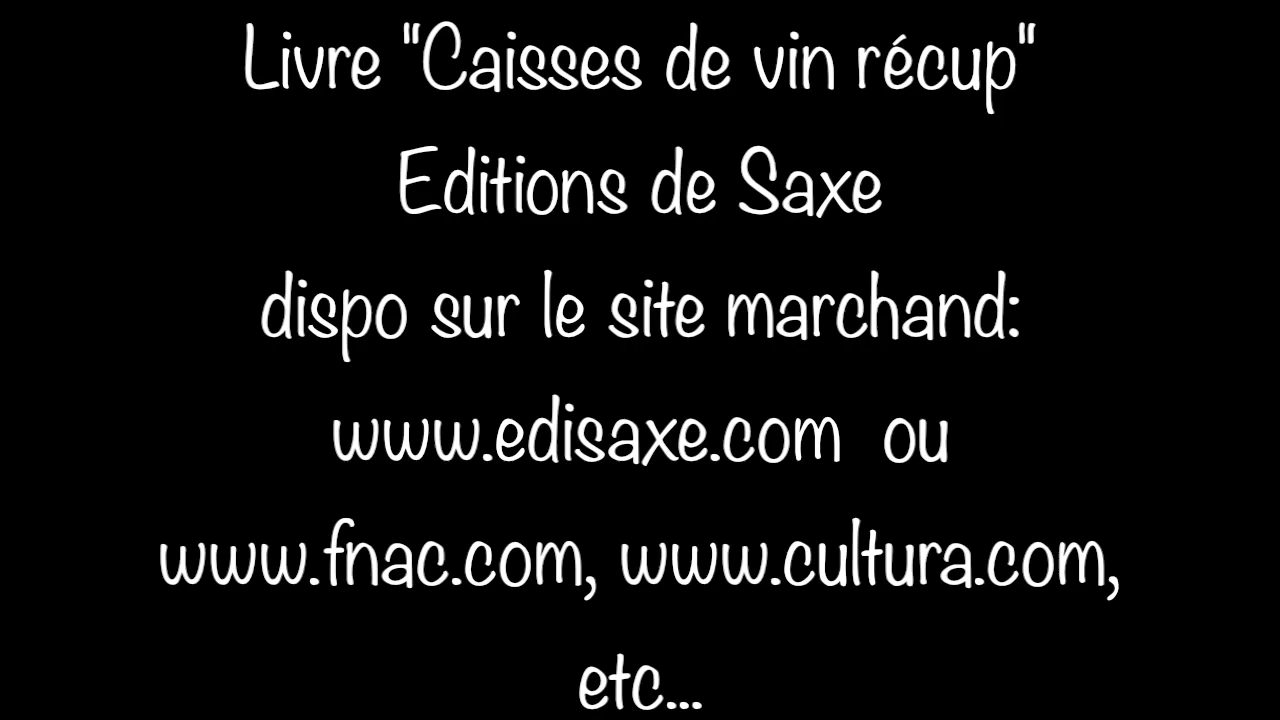 Livre "Caisses de vin récup"
Editions de Saxe
dispo sur le site marchand:
www.edisaxe.com ou
www.fnac.com, www.cultura.com,
etc...